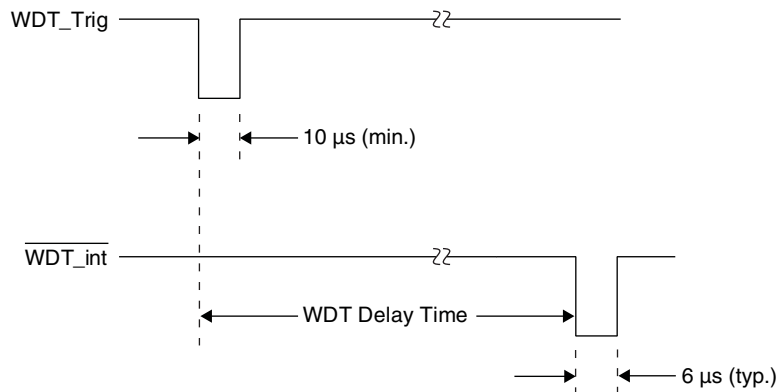 WDT_Trig
10 µs (min.)
WDT_int
WDT Delay Time
6 µs (typ.)